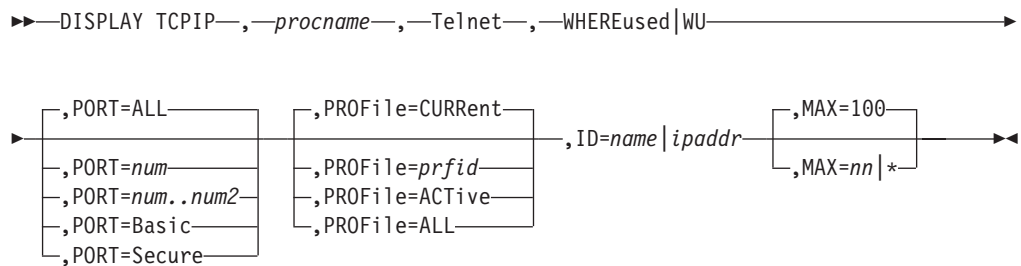 DISPLAY TCPIP , procname , Telnet , WHEREused|WU
,PORT=ALL ,PROFile=CURRent ,MAX=100
,ID=name|ipaddr
,PORT=num ,PROFile=prfid ,MAX=nn|*
,PORT=num..num2 ,PROFile=ACTive
,PORT=Basic ,PROFile=ALL
,PORT=Secure